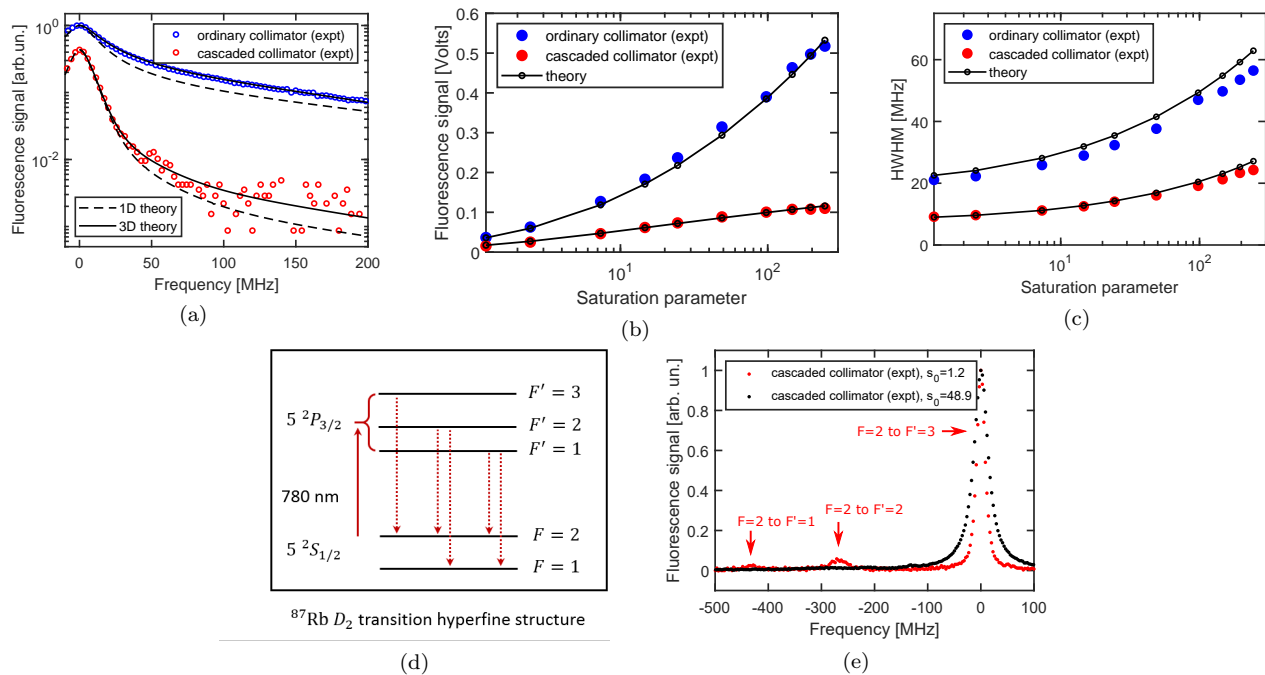 Fluorescence signal [arb.un.]
10^0
10^-2
ordinary collimator (expt)
cascaded collimator (expt)
1D theory
3D theory
0 50 100 150 200
Frequency [MHz]
(a)
Fluorescence signal [Volts]
0.6
0.5
0.4
0.3
0.2
0.1
0
ordinary collimator (expt)
cascaded collimator (expt)
theory
10^1 10^2
Saturation parameter
(b)
HWHM [MHz]
60
40
20
0
ordinary collimator (expt)
cascaded collimator (expt)
theory
10^1 10^2
Saturation parameter
(c)
5 ^2P_{3/2}
F′ = 3
F′ = 2
F′ = 1
780 nm
5 ^2S_{1/2}
F = 2
F = 1
^87Rb D_2 transition hyperfine structure
(d)
Fluorescence signal [arb. un.]
1
0.8
0.6
0.4
0.2
0
cascaded collimator (expt), s_0=1.2
cascaded collimator (expt), s_0=48.9
F=2 to F'=3
F=2 to F'=1
F=2 to F'=2
-500 -400 -300 -200 -100 0 100
Frequency [MHz]
(e)